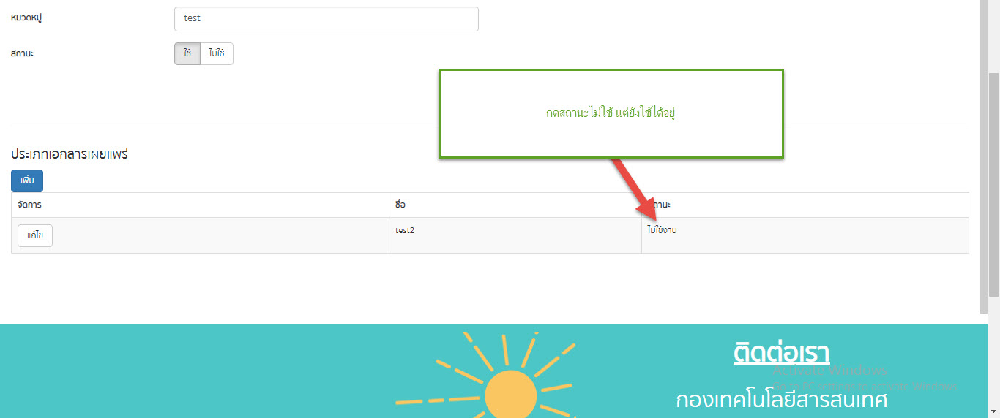 หมวดหมู่ test
สถานะ ใช้ ไม่ใช้
กดสถานะไม่ใช้ แต่ยังใช้ได้อยู่
ประเภทเอกสารเผยแพร่
เพิ่ม
จัดการ ชื่อ ถานะ
แก้ไข test2 ไม่ใช้งาน
ติดต่อเรา
Activate Windows
Go to PC settings to activate Windows.
กองเทคโนโลยีสารสนเทศ